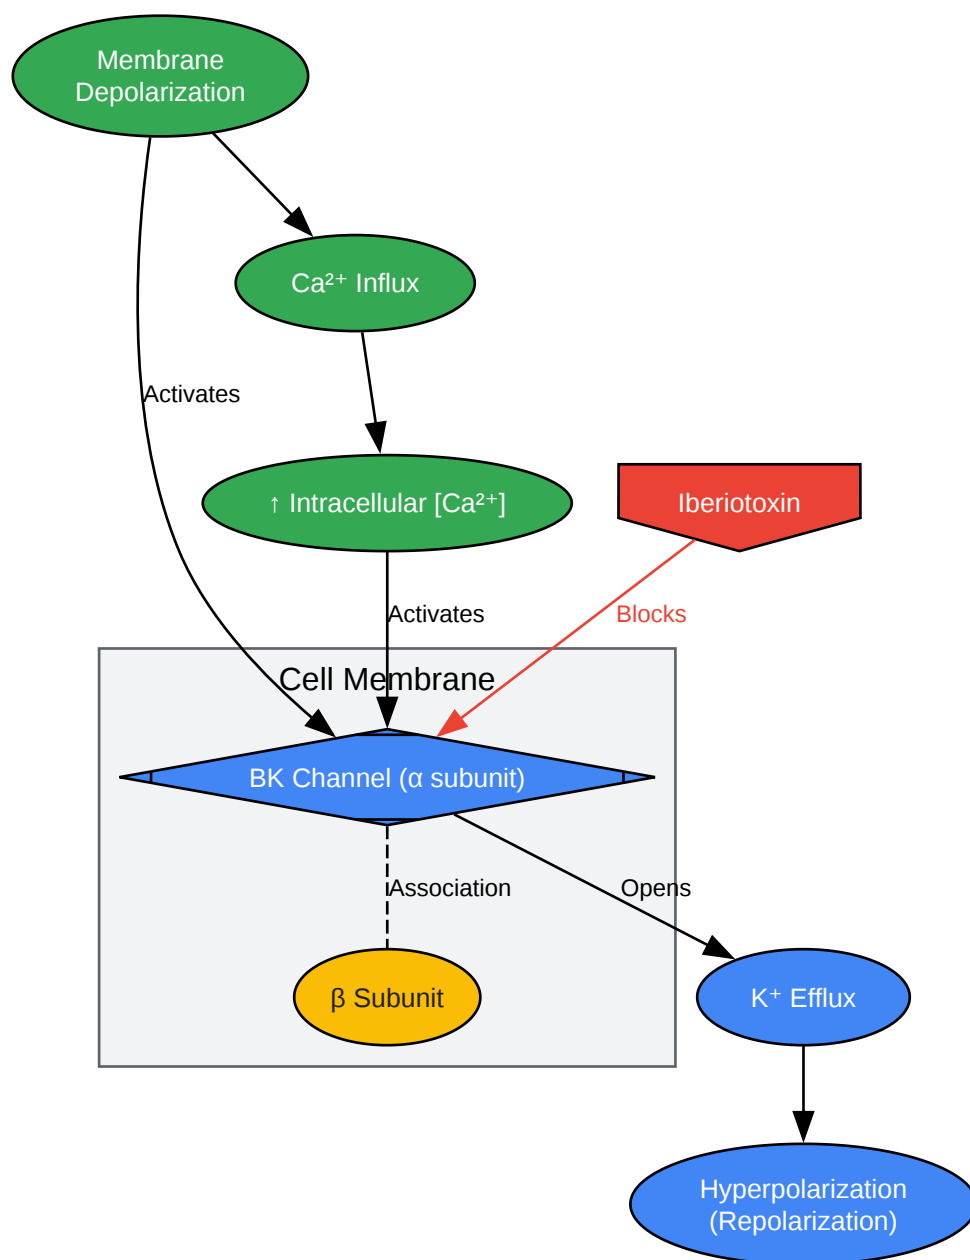 Membrane
Depolarization
Ca²⁺ Influx
Activates
↑ Intracellular [Ca²⁺]
Iberiotoxin
Activates
Blocks
Cell Membrane
BK Channel (α subunit)
Association
Opens
β Subunit
K⁺ Efflux
Hyperpolarization
(Repolarization)